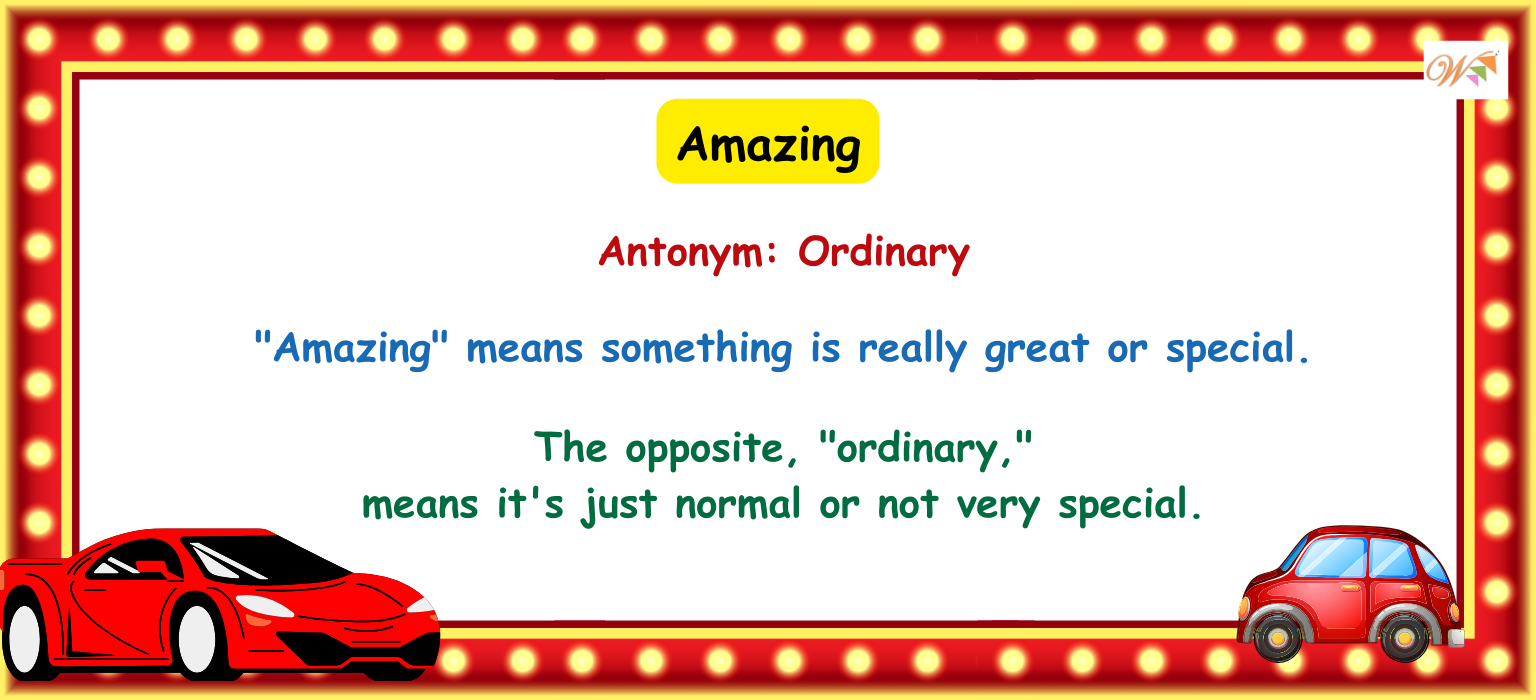 W
Amazing
Antonym: Ordinary
"Amazing" means something is really great or special.
The opposite, "ordinary,"
means it's just normal or not very special.